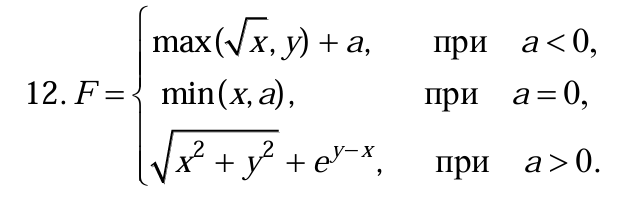 max(√x, y) + a, при a < 0,
12. F = { min(x, a), при a = 0,
√x² + y² + e^{y−x}, при a > 0.